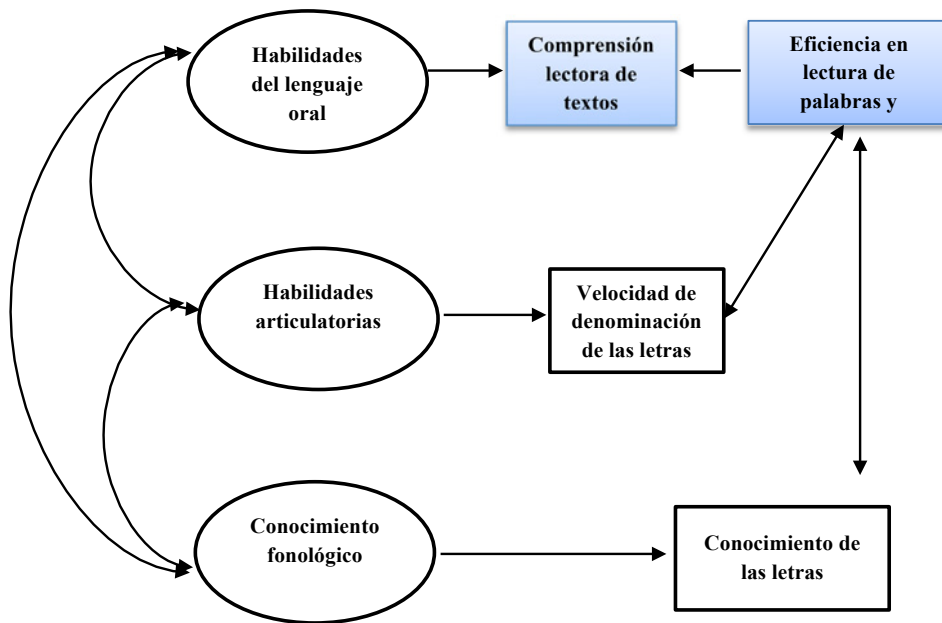 Habilidades
del lenguaje
oral
Comprensión
lectora de
textos
Eficiencia en
lectura de
palabras y
Habilidades
articulatorias
Velocidad de
denominación
de las letras
Conocimiento
fonológico
Conocimiento de
las letras